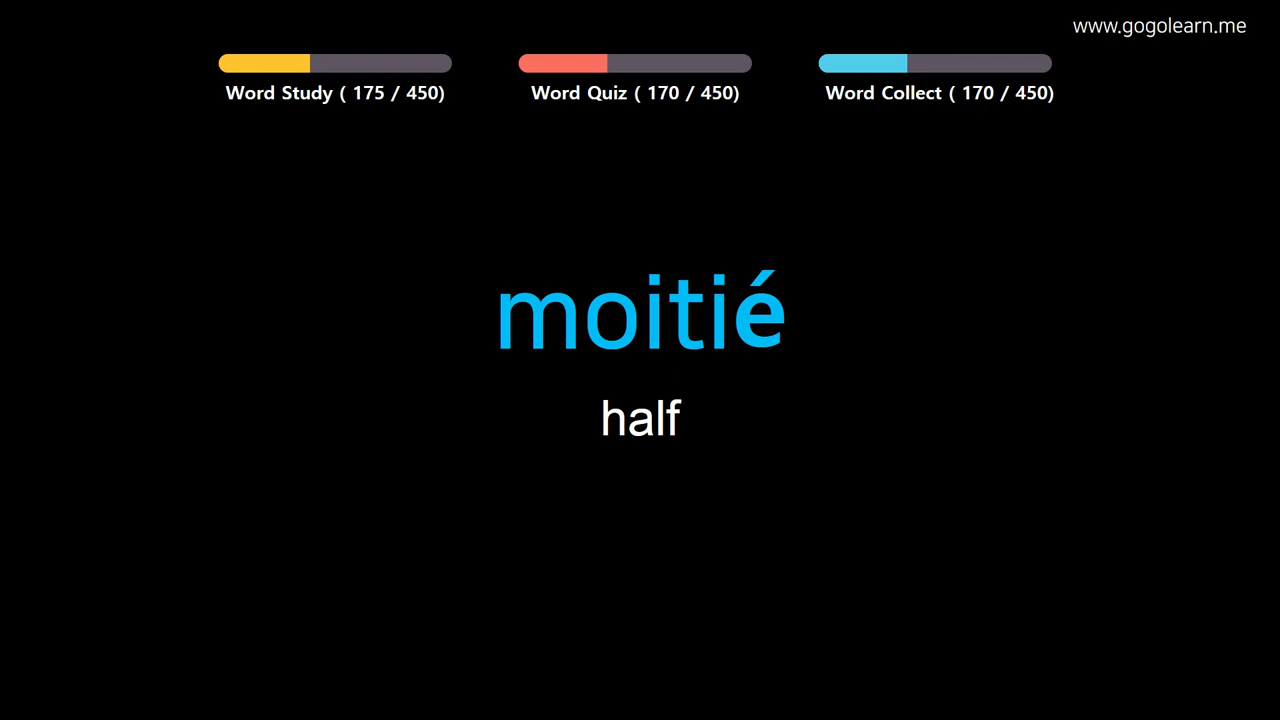 www.gogolearn.me
Word Study ( 175 / 450)
Word Quiz ( 170 / 450)
Word Collect ( 170 / 450)
moitié
half